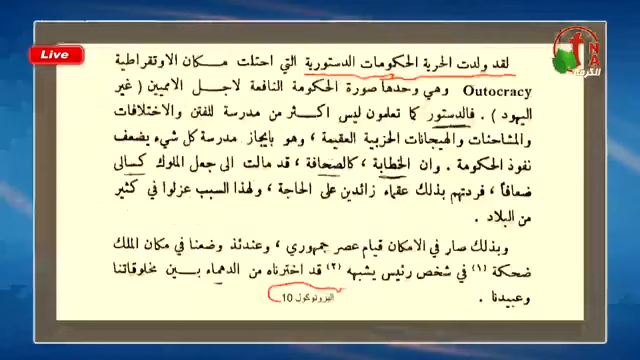 Live
TNA
الكرمة
لقد ولدت الحرية الحكومات الدستورية التي احتلت مكان الاوتقراطية
Outocracy وهي وحدها صورة الحكومة النافعة لاجل الاميين ( غير
اليهود ) . فالدستور كما تعلمون ليس اكثر من مدرسة للفتن والاختلافات
والمشاحنات والهيجانات الحزبية العقيمة ، وهو بايجاز مدرسة كل شيء يضعف
نفوذ الحكومة . وان الخطابة ، كالصحافة ، قد مالت الى جعل الملوك كسالى
ضعافاً ، فردتهم بذلك عقماء زائدين على الحاجة ، ولهذا السبب عزلوا في كثير
من البلاد .
وبذلك صار في الامكان قيام عصر جمهوري ، وعندئذ وضعنا في مكان الملك
ضحكة (١) في شخص رئيس يشبهه (٢) قد اخترناه من الدهماء بين مخلوقاتنا
وعبيدنا .
البروتوكول 10